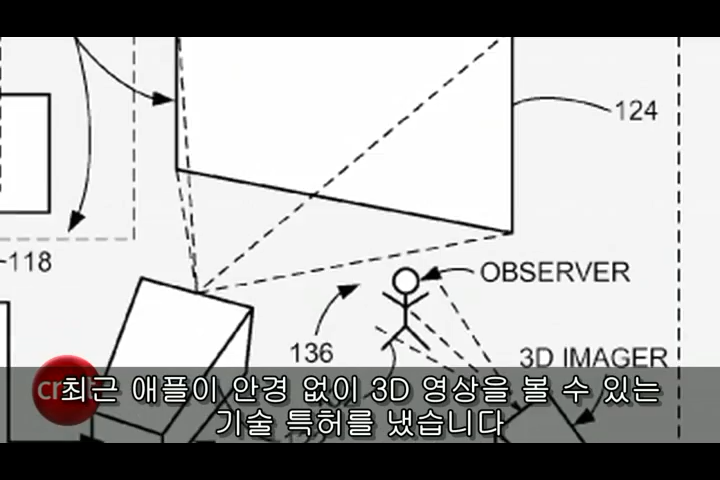 124
118
OBSERVER
136
3D IMAGER
최근 애플이 안경 없이 3D 영상을 볼 수 있는
기술 특허를 냈습니다